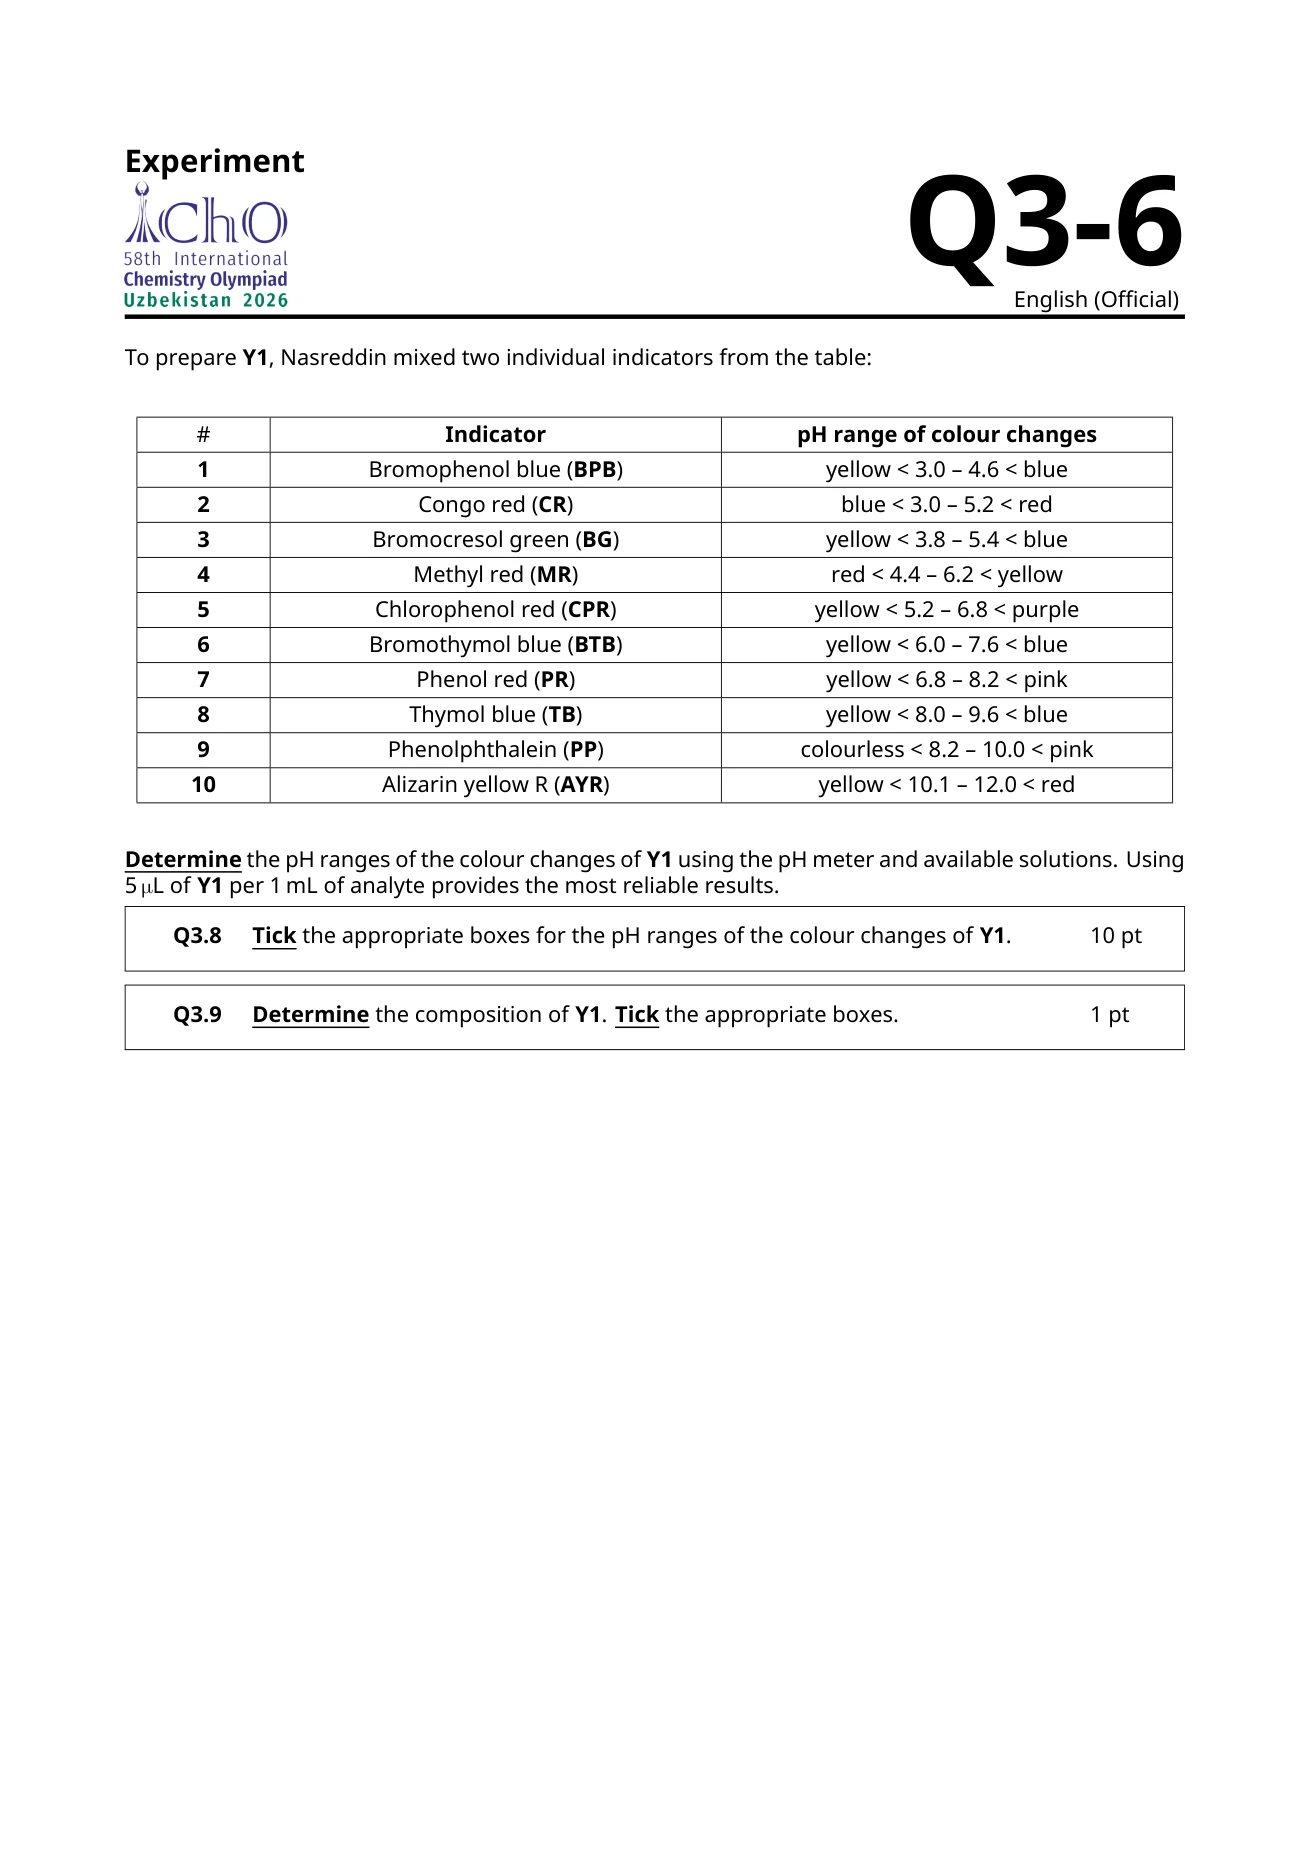 Experiment
IChO
58th International
Chemistry Olympiad
Uzbekistan 2026
Q3-6
English (Official)
To prepare Y1, Nasreddin mixed two individual indicators from the table:
# Indicator pH range of colour changes
1 Bromophenol blue (BPB) yellow < 3.0 – 4.6 < blue
2 Congo red (CR) blue < 3.0 – 5.2 < red
3 Bromocresol green (BG) yellow < 3.8 – 5.4 < blue
4 Methyl red (MR) red < 4.4 – 6.2 < yellow
5 Chlorophenol red (CPR) yellow < 5.2 – 6.8 < purple
6 Bromothymol blue (BTB) yellow < 6.0 – 7.6 < blue
7 Phenol red (PR) yellow < 6.8 – 8.2 < pink
8 Thymol blue (TB) yellow < 8.0 – 9.6 < blue
9 Phenolphthalein (PP) colourless < 8.2 – 10.0 < pink
10 Alizarin yellow R (AYR) yellow < 10.1 – 12.0 < red
Determine the pH ranges of the colour changes of Y1 using the pH meter and available solutions. Using
5 μL of Y1 per 1 mL of analyte provides the most reliable results.
Q3.8 Tick the appropriate boxes for the pH ranges of the colour changes of Y1. 10 pt
Q3.9 Determine the composition of Y1. Tick the appropriate boxes. 1 pt